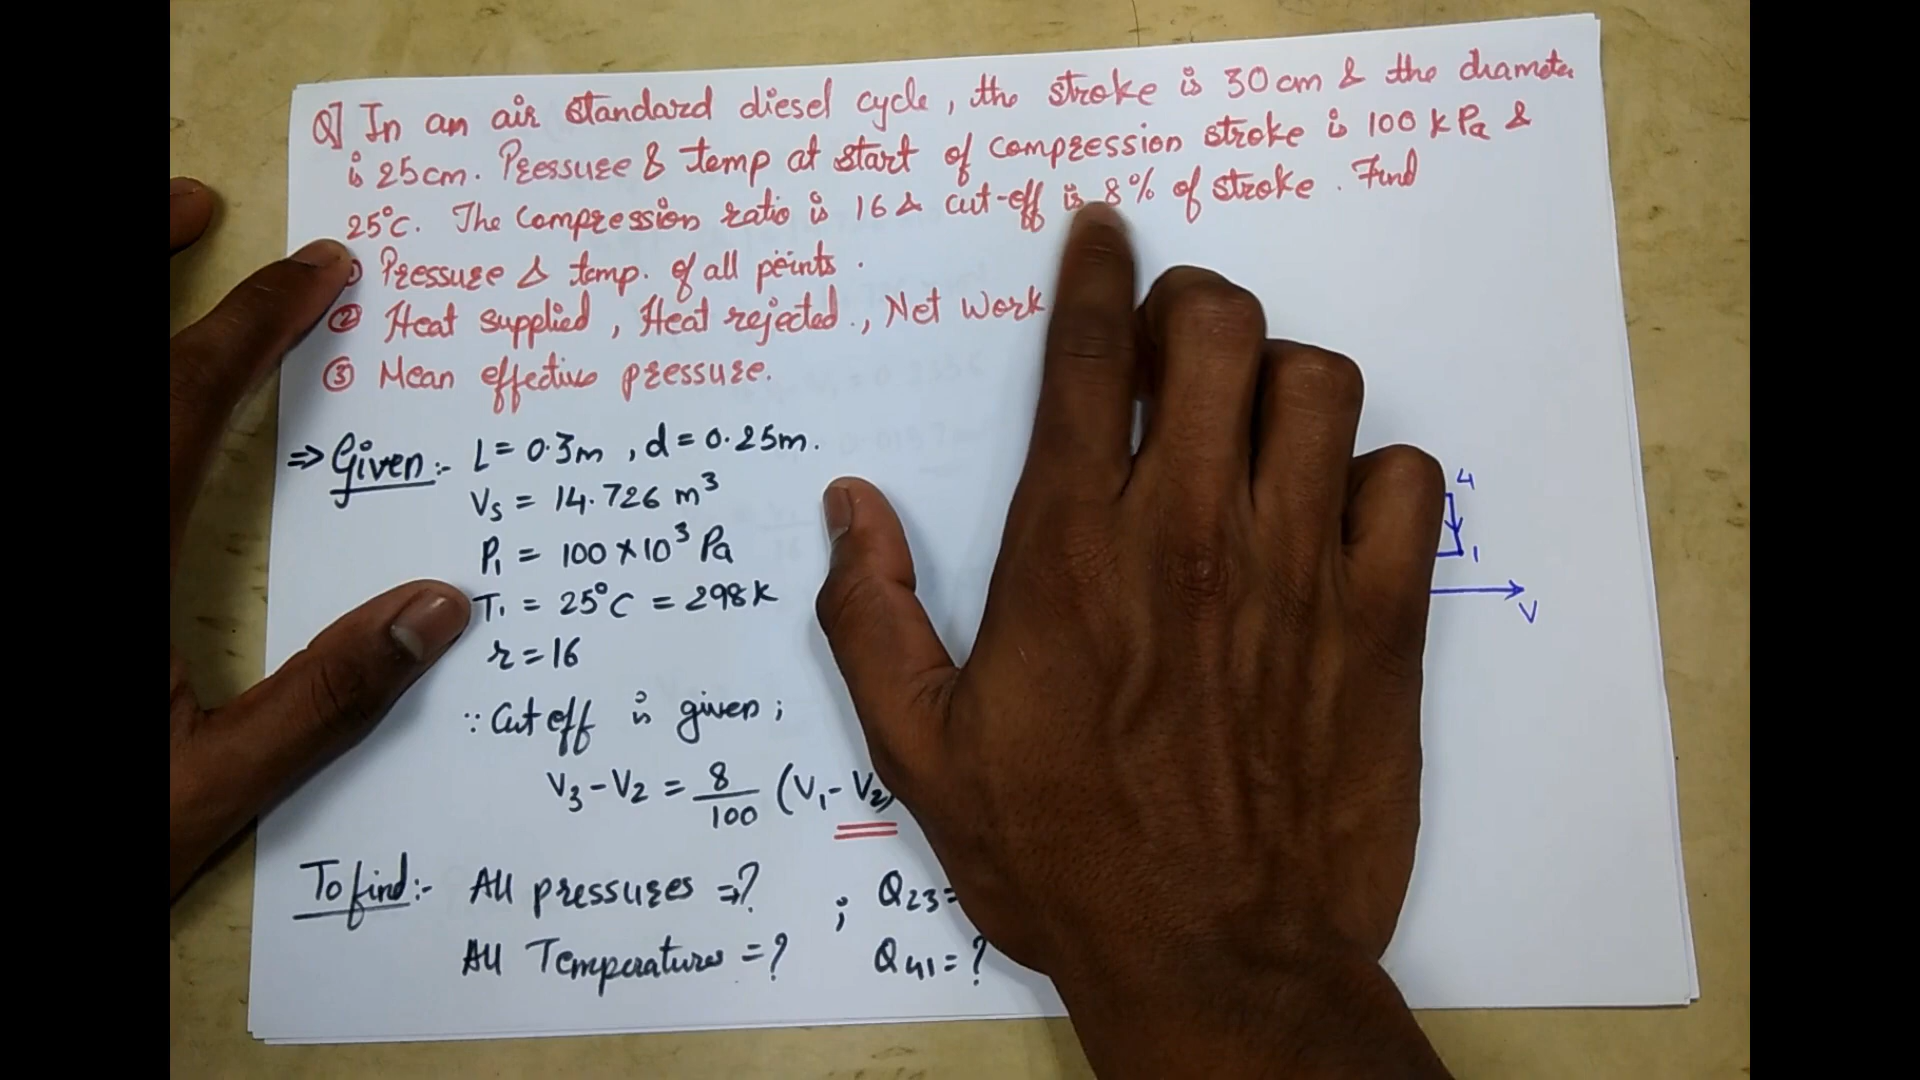 Q] In an air standard diesel cycle, the stroke is 30cm & the diameter
is 25cm. Pressure & temp at start of compression stroke is 100 kPa &
25°C. The compression ratio is 16 & cut-off is 8% of stroke. Find
① Pressure & temp. of all points.
② Heat supplied, Heat rejected., Net work
③ Mean effective pressure.
⇒ Given:- L = 0.3m, d = 0.25m.
Vs = 14.726 m³
P₁ = 100 × 10³ Pa
T₁ = 25°C = 298K
r = 16
∵ Cut off is given;
V₃ - V₂ = 8/100 (V₁ - V₂)
To find:- All pressures ⇒? ; Q₂₃ =
All Temperatures = ? Q₄₁ = ?
4
1
V